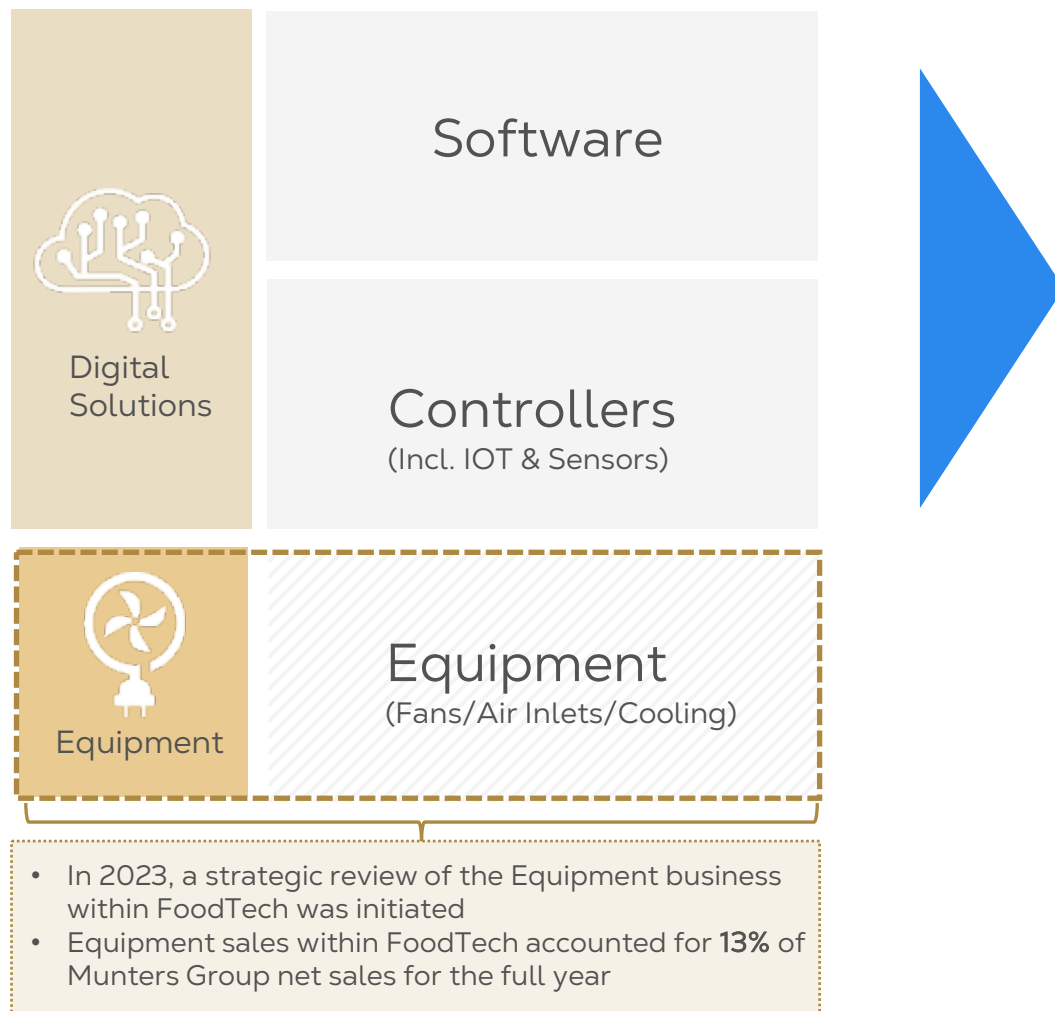 Software
Digital
Solutions
Controllers
(Incl. IOT & Sensors)
Equipment
Equipment
(Fans/Air Inlets/Cooling)
• In 2023, a strategic review of the Equipment business
within FoodTech was initiated
• Equipment sales within FoodTech accounted for 13% of
Munters Group net sales for the full year